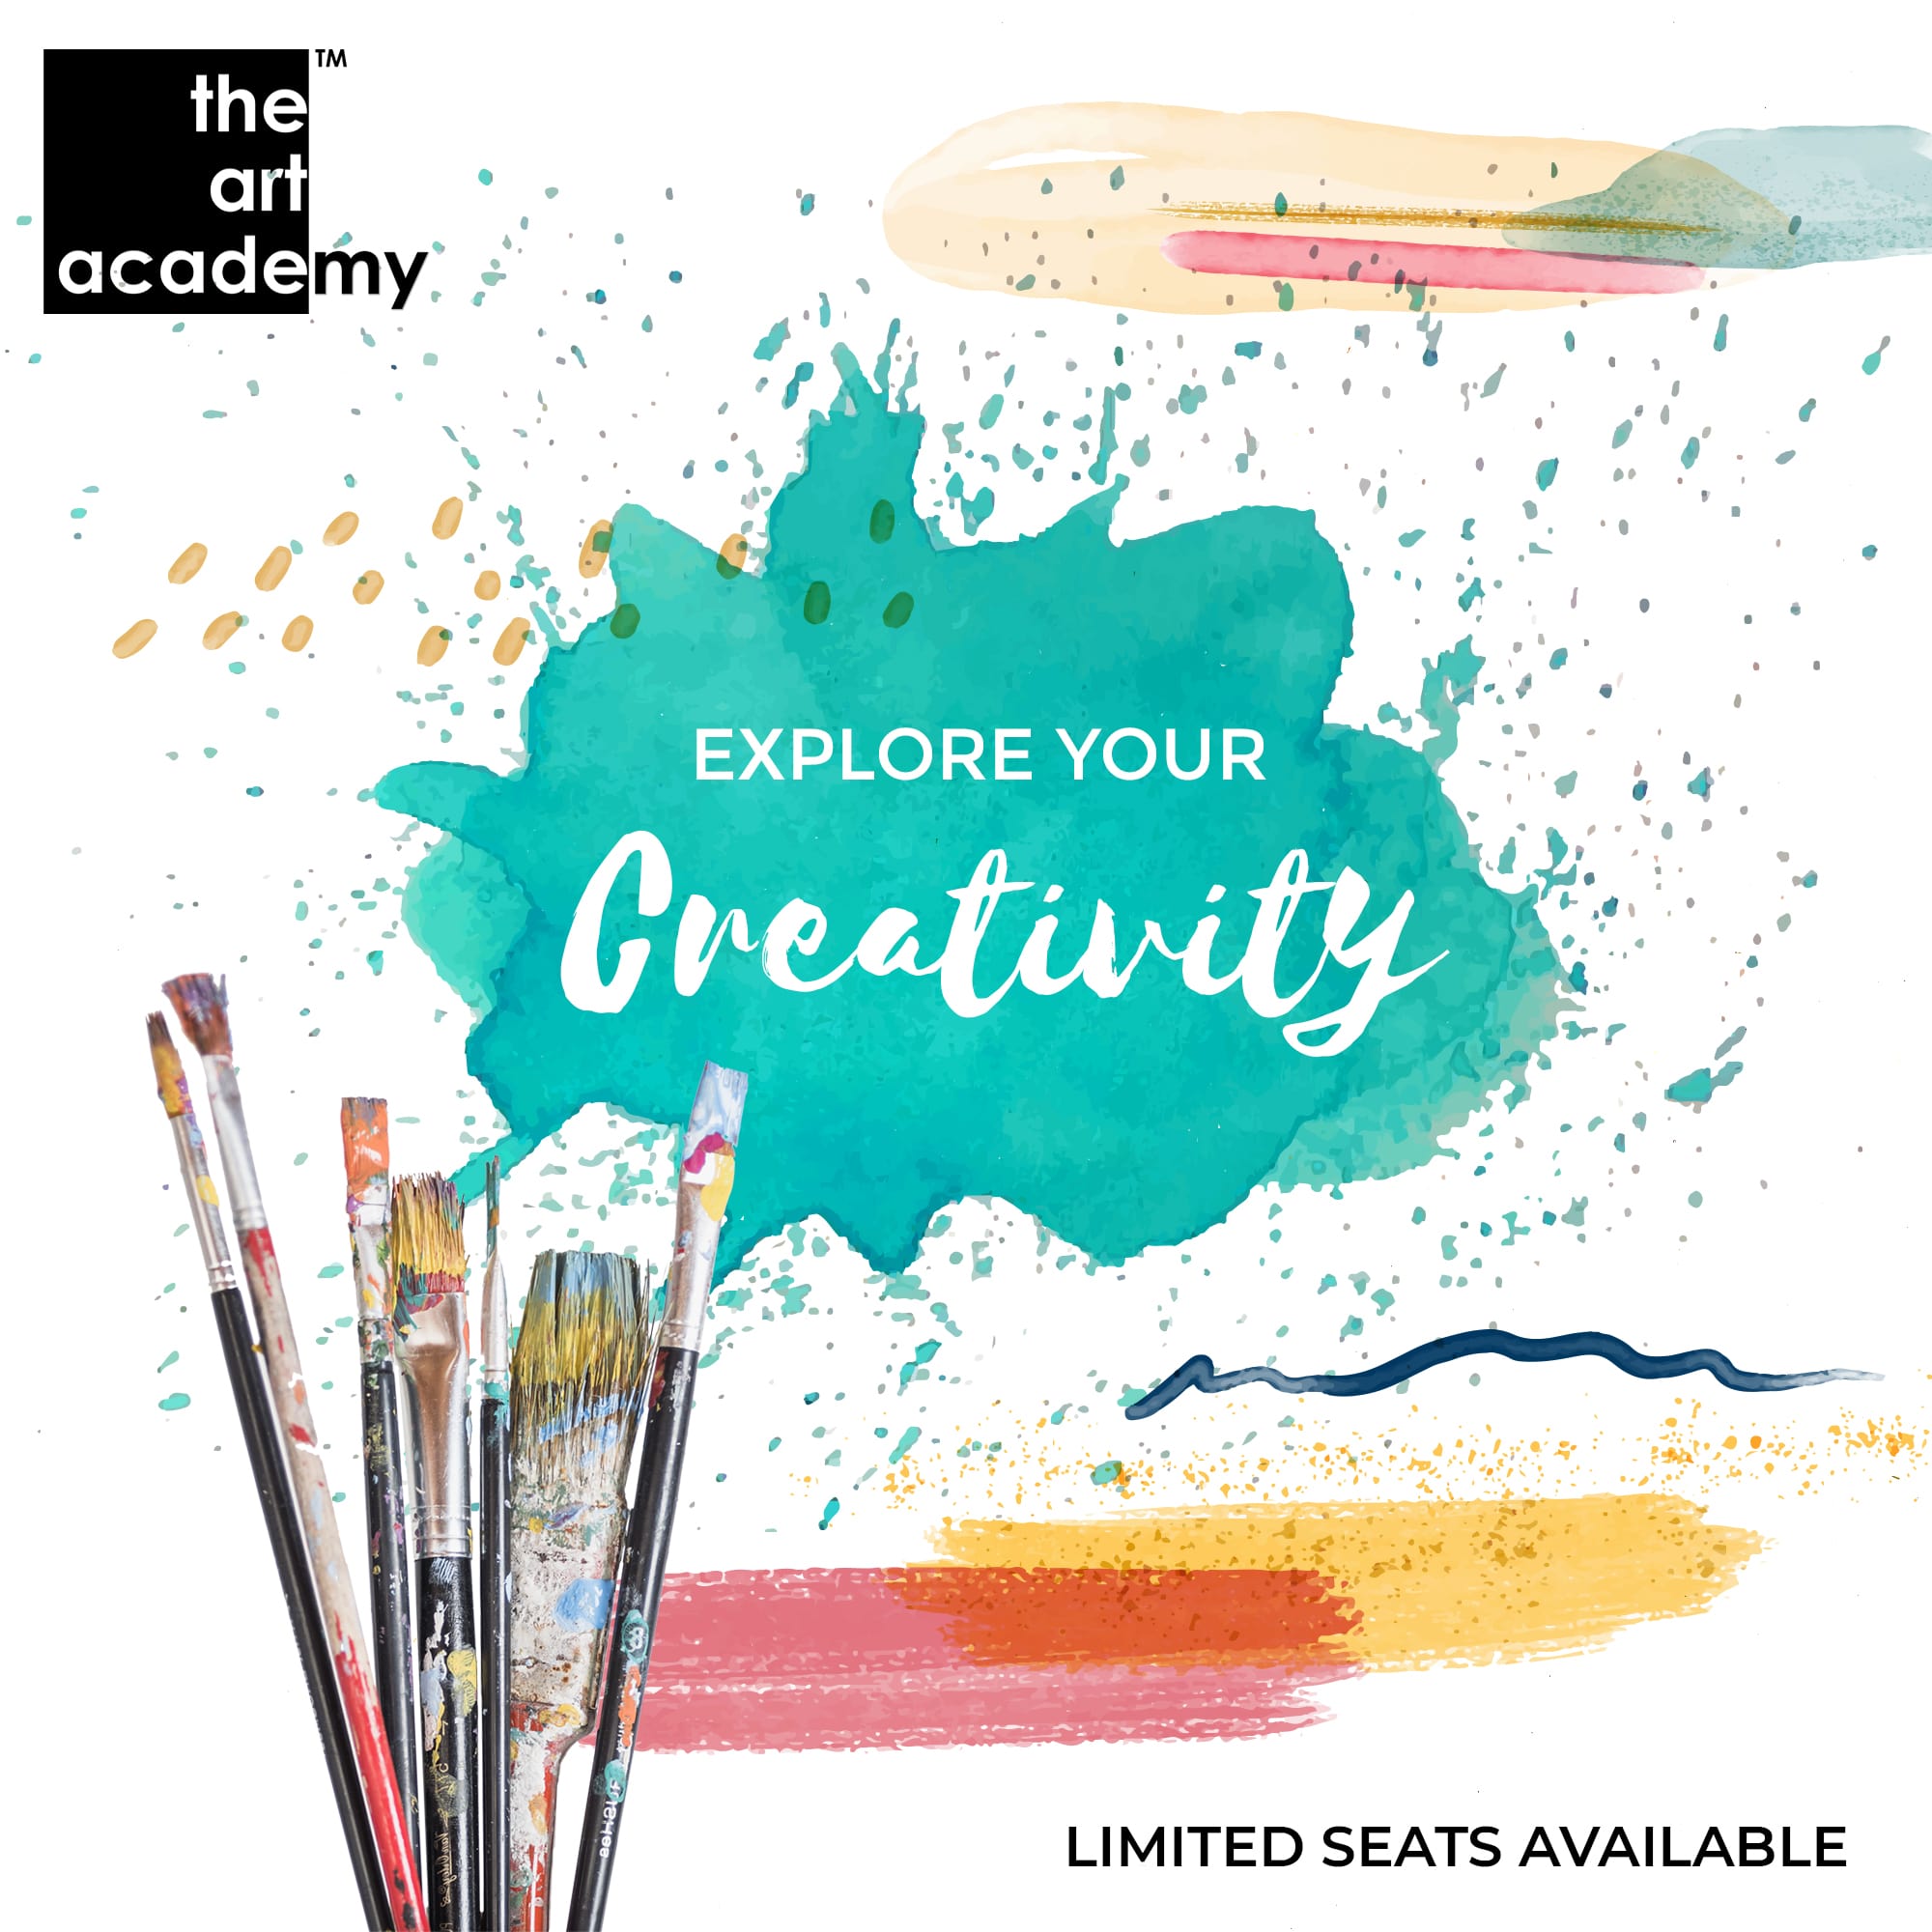 the
art
academy
TM
EXPLORE YOUR
Creativity
LIMITED SEATS AVAILABLE